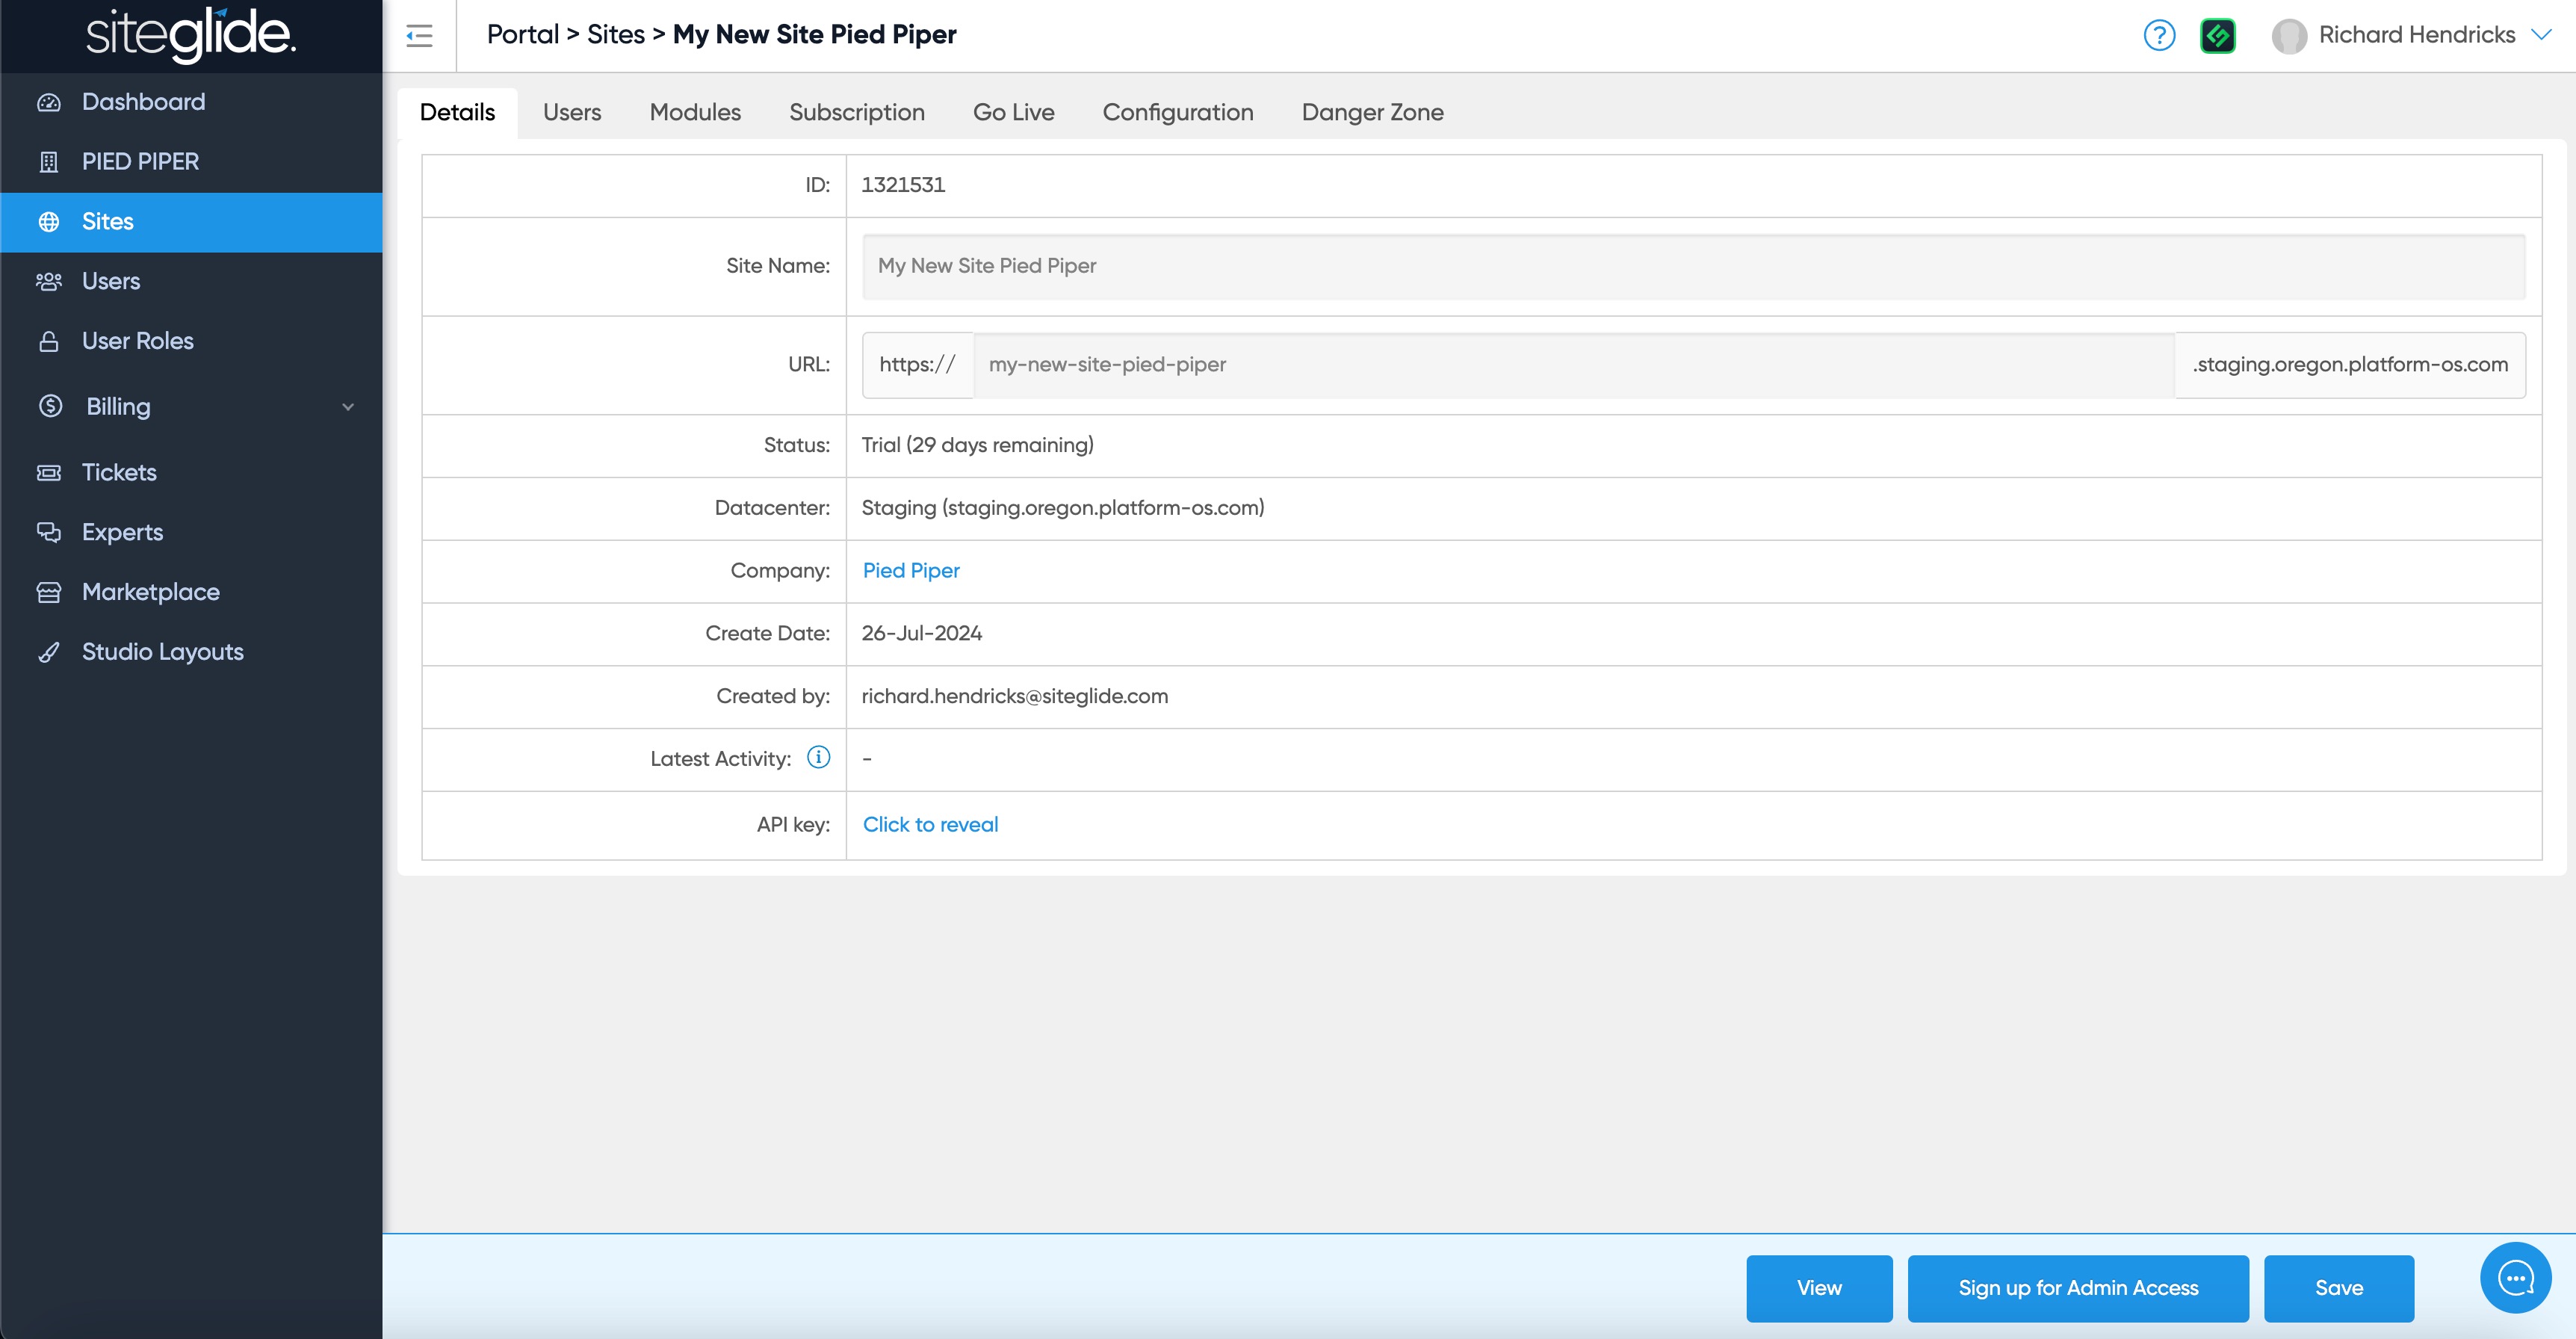 siteglide.
Portal > Sites > My New Site Pied Piper
?
Richard Hendricks
Dashboard
PIED PIPER
Sites
Users
User Roles
Billing
Tickets
Experts
Marketplace
Studio Layouts
Details Users Modules Subscription Go Live Configuration Danger Zone
ID: 1321531
Site Name: My New Site Pied Piper
URL: https:// my-new-site-pied-piper .staging.oregon.platform-os.com
Status: Trial (29 days remaining)
Datacenter: Staging (staging.oregon.platform-os.com)
Company: Pied Piper
Create Date: 26-Jul-2024
Created by: richard.hendricks@siteglide.com
Latest Activity: i -
API key: Click to reveal
View Sign up for Admin Access Save